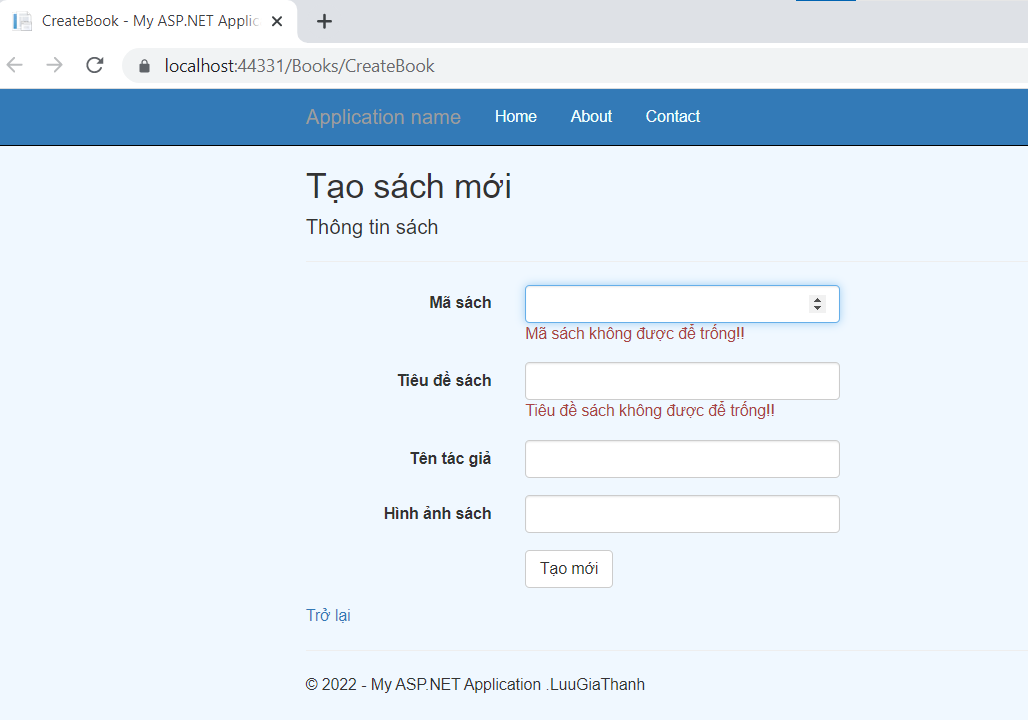 CreateBook - My ASP.NET Applic
localhost:44331/Books/CreateBook
Application name Home About Contact
Tạo sách mới
Thông tin sách
Mã sách
Mã sách không được để trống!!
Tiêu đề sách
Tiêu đề sách không được để trống!!
Tên tác giả
Hình ảnh sách
Tạo mới
Trở lại
© 2022 - My ASP.NET Application .LuuGiaThanh